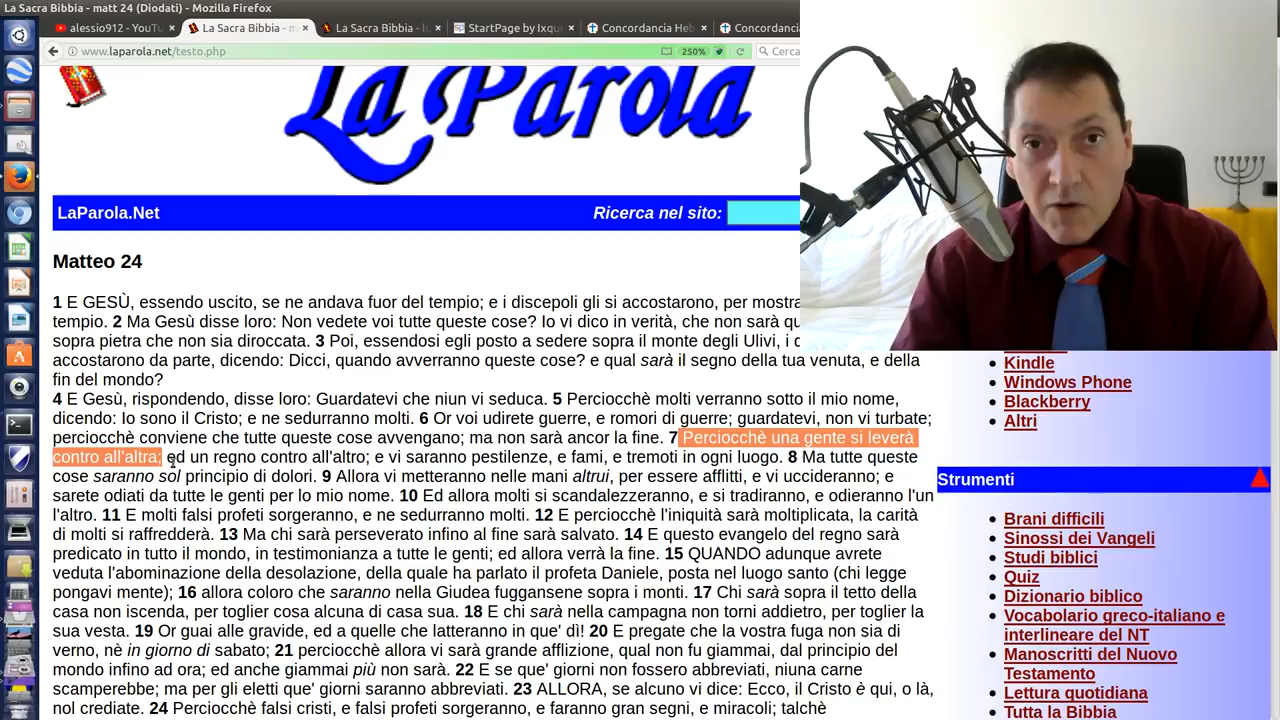 La Sacra Bibbia - matt 24 (Diodati) - Mozilla Firefox
alessio912 - YouTu
La Sacra Bibbia - m
La Sacra Bibbia - lu
StartPage by Ixqui
Concordancia Heb
Concordanc
www.laparola.net/testo.php
250%
Cerca
La Parola
LaParola.Net
Ricerca nel sito:
Matteo 24
1 E GESÙ, essendo uscito, se ne andava fuor del tempio; e i discepoli gli si accostarono, per mostra
tempio. 2 Ma Gesù disse loro: Non vedete voi tutte queste cose? Io vi dico in verità, che non sarà
sopra pietra che non sia diroccata. 3 Poi, essendosi egli posto a sedere sopra il monte degli Ulivi, i
accostarono da parte, dicendo: Dicci, quando avverranno queste cose? e qual sarà il segno della tua venuta, e della
fin del mondo?
4 E Gesù, rispondendo, disse loro: Guardatevi che niun vi seduca. 5 Perciocchè molti verranno sotto il mio nome,
dicendo: Io sono il Cristo; e ne sedurranno molti. 6 Or voi udirete guerre, e romori di guerre; guardatevi, non vi turbate;
perciocchè conviene che tutte queste cose avvengano; ma non sarà ancor la fine. 7 Perciocchè una gente si leverà
contro all'altra; ed un regno contro all'altro; e vi saranno pestilenze, e fami, e tremoti in ogni luogo. 8 Ma tutte queste
cose saranno sol principio di dolori. 9 Allora vi metteranno nelle mani altrui, per essere afflitti, e vi uccideranno; e
sarete odiati da tutte le genti per lo mio nome. 10 Ed allora molti si scandalezzeranno, e si tradiranno, e odieranno l'un
l'altro. 11 E molti falsi profeti sorgeranno, e ne sedurranno molti. 12 E perciocchè l'iniquità sarà moltiplicata, la carità
di molti si raffredderà. 13 Ma chi sarà perseverato infino al fine sarà salvato. 14 E questo evangelo del regno sarà
predicato in tutto il mondo, in testimonianza a tutte le genti; ed allora verrà la fine. 15 QUANDO adunque avrete
veduta l'abominazione della desolazione, della quale ha parlato il profeta Daniele, posta nel luogo santo (chi legge
pongavi mente); 16 allora coloro che saranno nella Giudea fuggansene sopra i monti. 17 Chi sarà sopra il tetto della
casa non iscenda, per toglier cosa alcuna di casa sua. 18 E chi sarà nella campagna non torni addietro, per toglier la
sua vesta. 19 Or guai alle gravide, ed a quelle che latteranno in que' dì! 20 E pregate che la vostra fuga non sia di
verno, nè in giorno di sabato; 21 perciocchè allora vi sarà grande afflizione, qual non fu giammai, dal principio del
mondo infino ad ora; ed anche giammai più non sarà. 22 E se que' giorni non fossero abbreviati, niuna carne
scamperebbe; ma per gli eletti que' giorni saranno abbreviati. 23 ALLORA, se alcuno vi dice: Ecco, il Cristo è qui, o là,
nol crediate. 24 Perciocchè falsi cristi, e falsi profeti sorgeranno, e faranno gran segni, e miracoli; talchè
Kindle
Windows Phone
Blackberry
Altri
Strumenti
Brani difficili
Sinossi dei Vangeli
Studi biblici
Quiz
Dizionario biblico
Vocabolario greco-italiano e
interlineare del NT
Manoscritti del Nuovo
Testamento
Lettura quotidiana
Tutta la Bibbia